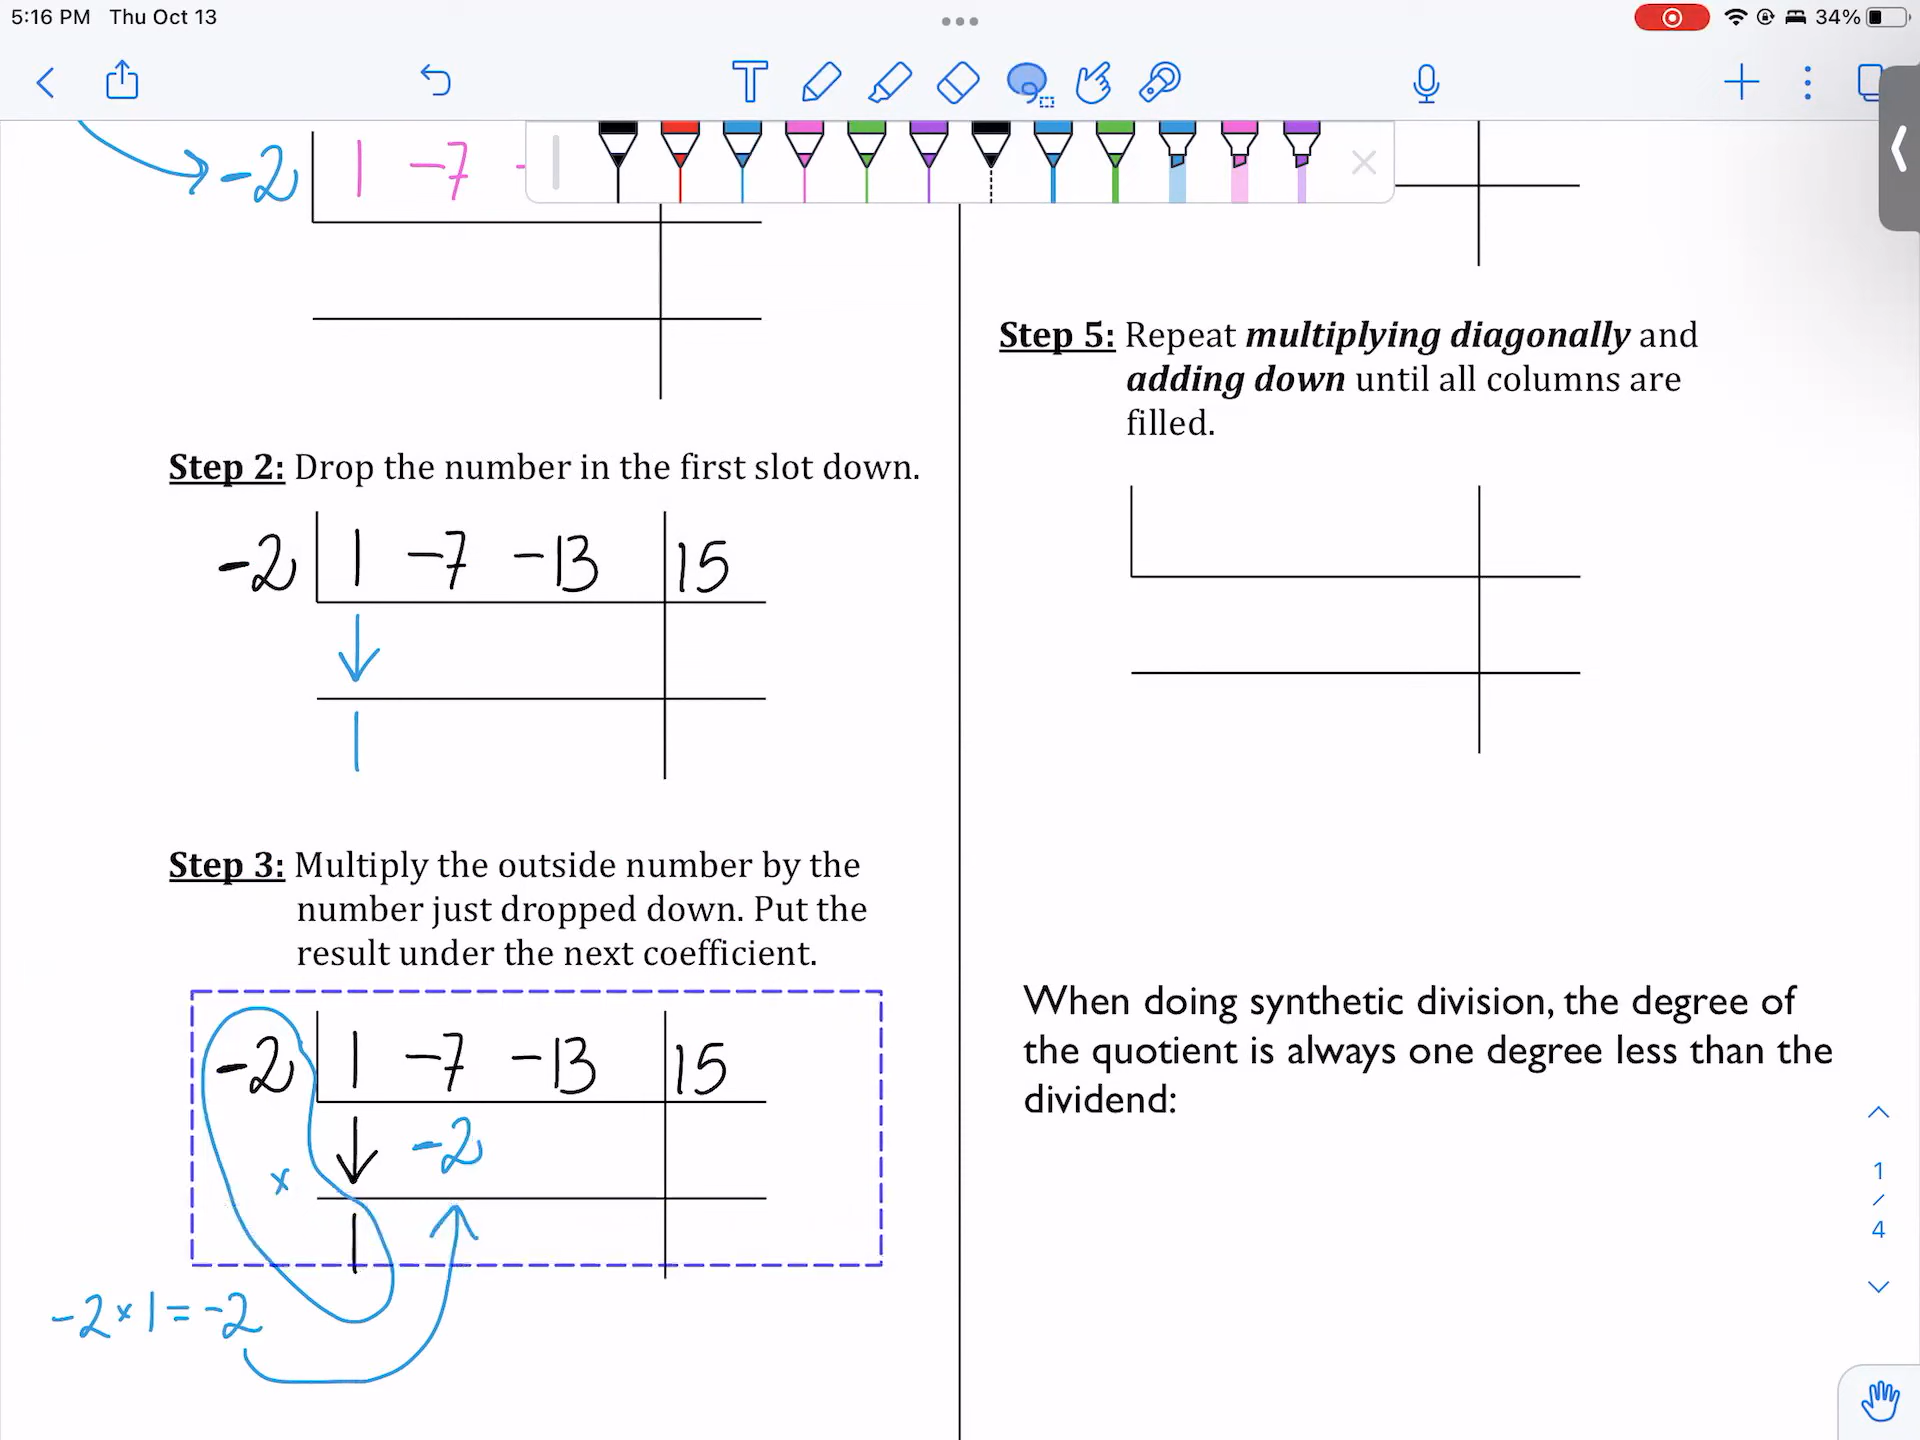 5:16 PM Thu Oct 13
34%
T
-2 1 -7 -
Step 2: Drop the number in the first slot down.
-2 1 -7 -13 15
1
Step 3: Multiply the outside number by the
number just dropped down. Put the
result under the next coefficient.
-2 1 -7 -13 15
-2
x
1
-2 × 1 = -2
Step 5: Repeat multiplying diagonally and
adding down until all columns are
filled.
When doing synthetic division, the degree of
the quotient is always one degree less than the
dividend:
1
/
4